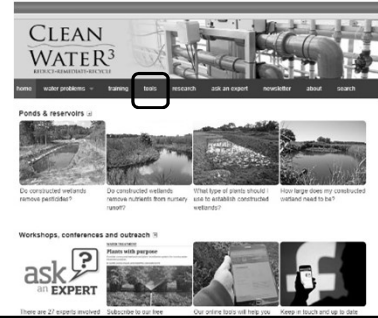 CLEAN
WATER³
REDUCE•REMEDIATE•RECYCLE
home water problems training tools research ask an expert newsletter about search
Ponds & reservoirs
Do constructed wetlands Do constructed wetlands What type of plants should I How large does my constructed
remove pesticides? remove nutrients from nursery use to establish constructed wetland need to be?
runoff? wetlands?
Workshops, conferences and outreach
ask?
an EXPERT
Plants with purpose
There are 27 experts involved Subscribe to our free Our online tools will help you Keep in touch and up to date